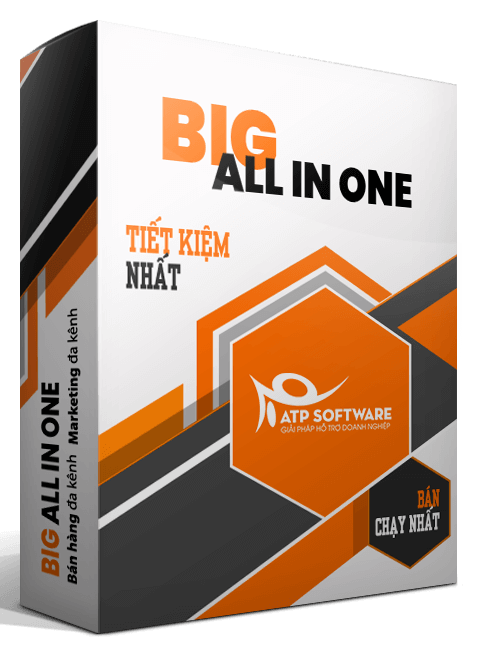 BIG
ALL IN ONE
TIẾT KIỆM
NHẤT
ATP SOFTWARE
GIẢI PHÁP HỖ TRỢ DOANH NGHIỆP
BÁN
CHẠY NHẤT
BIG ALL IN ONE
Bán hàng đa kênh Marketing đa kênh